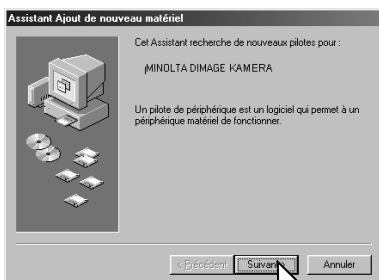 Assistant Ajout de nouveau matériel
Cet Assistant recherche de nouveaux pilotes pour :
MINOLTA DIMAGE KAMERA
Un pilote de périphérique est un logiciel qui permet à un
périphérique matériel de fonctionner.
< Précédent Suivant > Annuler